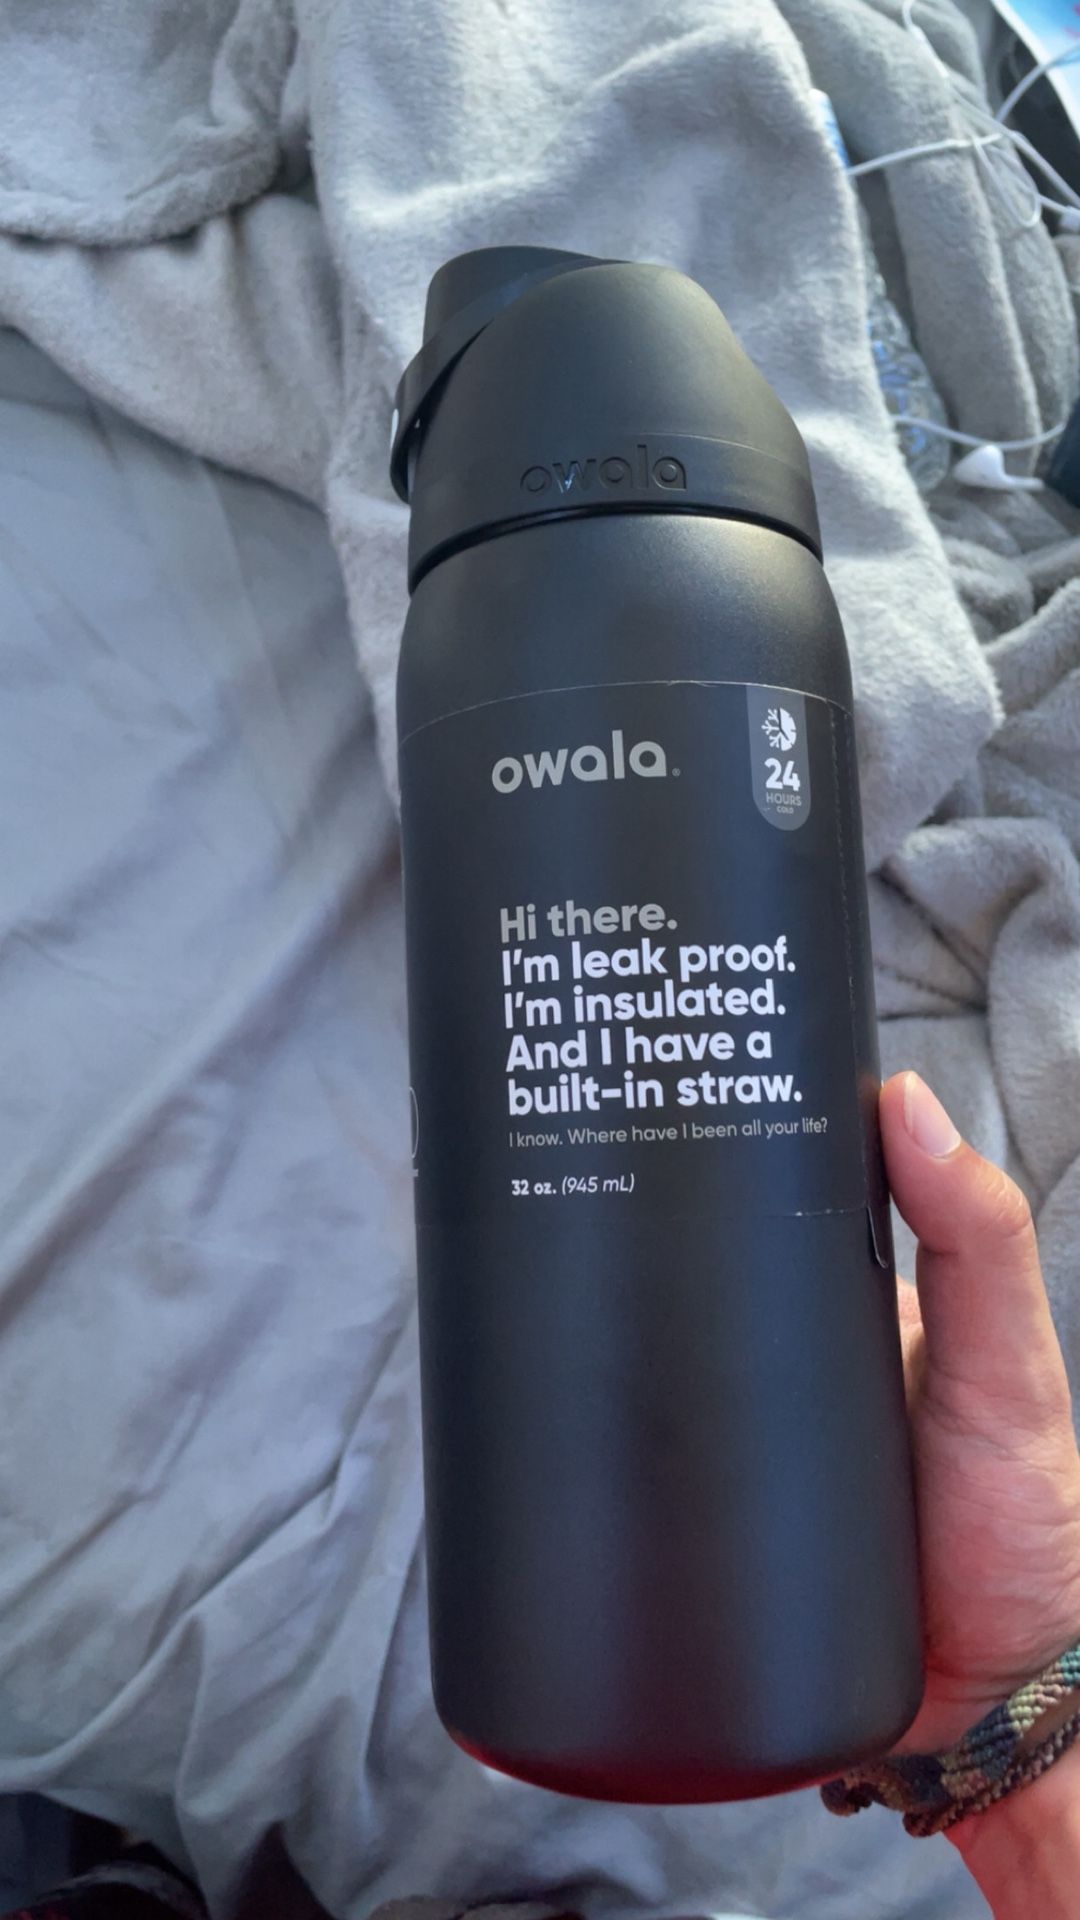 owala
owala®
24
HOURS
COLD
Hi there.
I'm leak proof.
I'm insulated.
And I have a
built-in straw.
I know. Where have I been all your life?
32 oz. (945 mL)